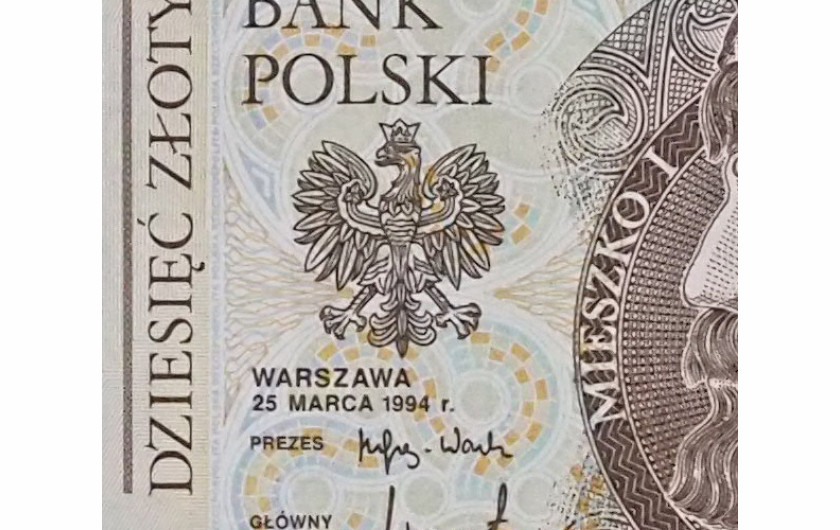 BANK
POLSKI
DZIESIĘĆ ZŁOTY
MIESZKO I
WARSZAWA
25 MARCA 1994 r.
PREZES
GŁÓWNY